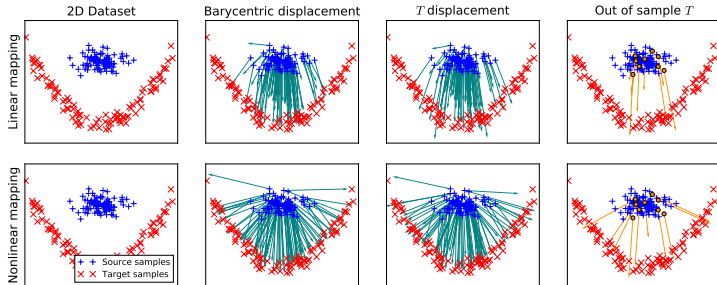 2D Dataset
Barycentric displacement
T displacement
Out of sample T
Linear mapping
Nonlinear mapping
Source samples
Target samples